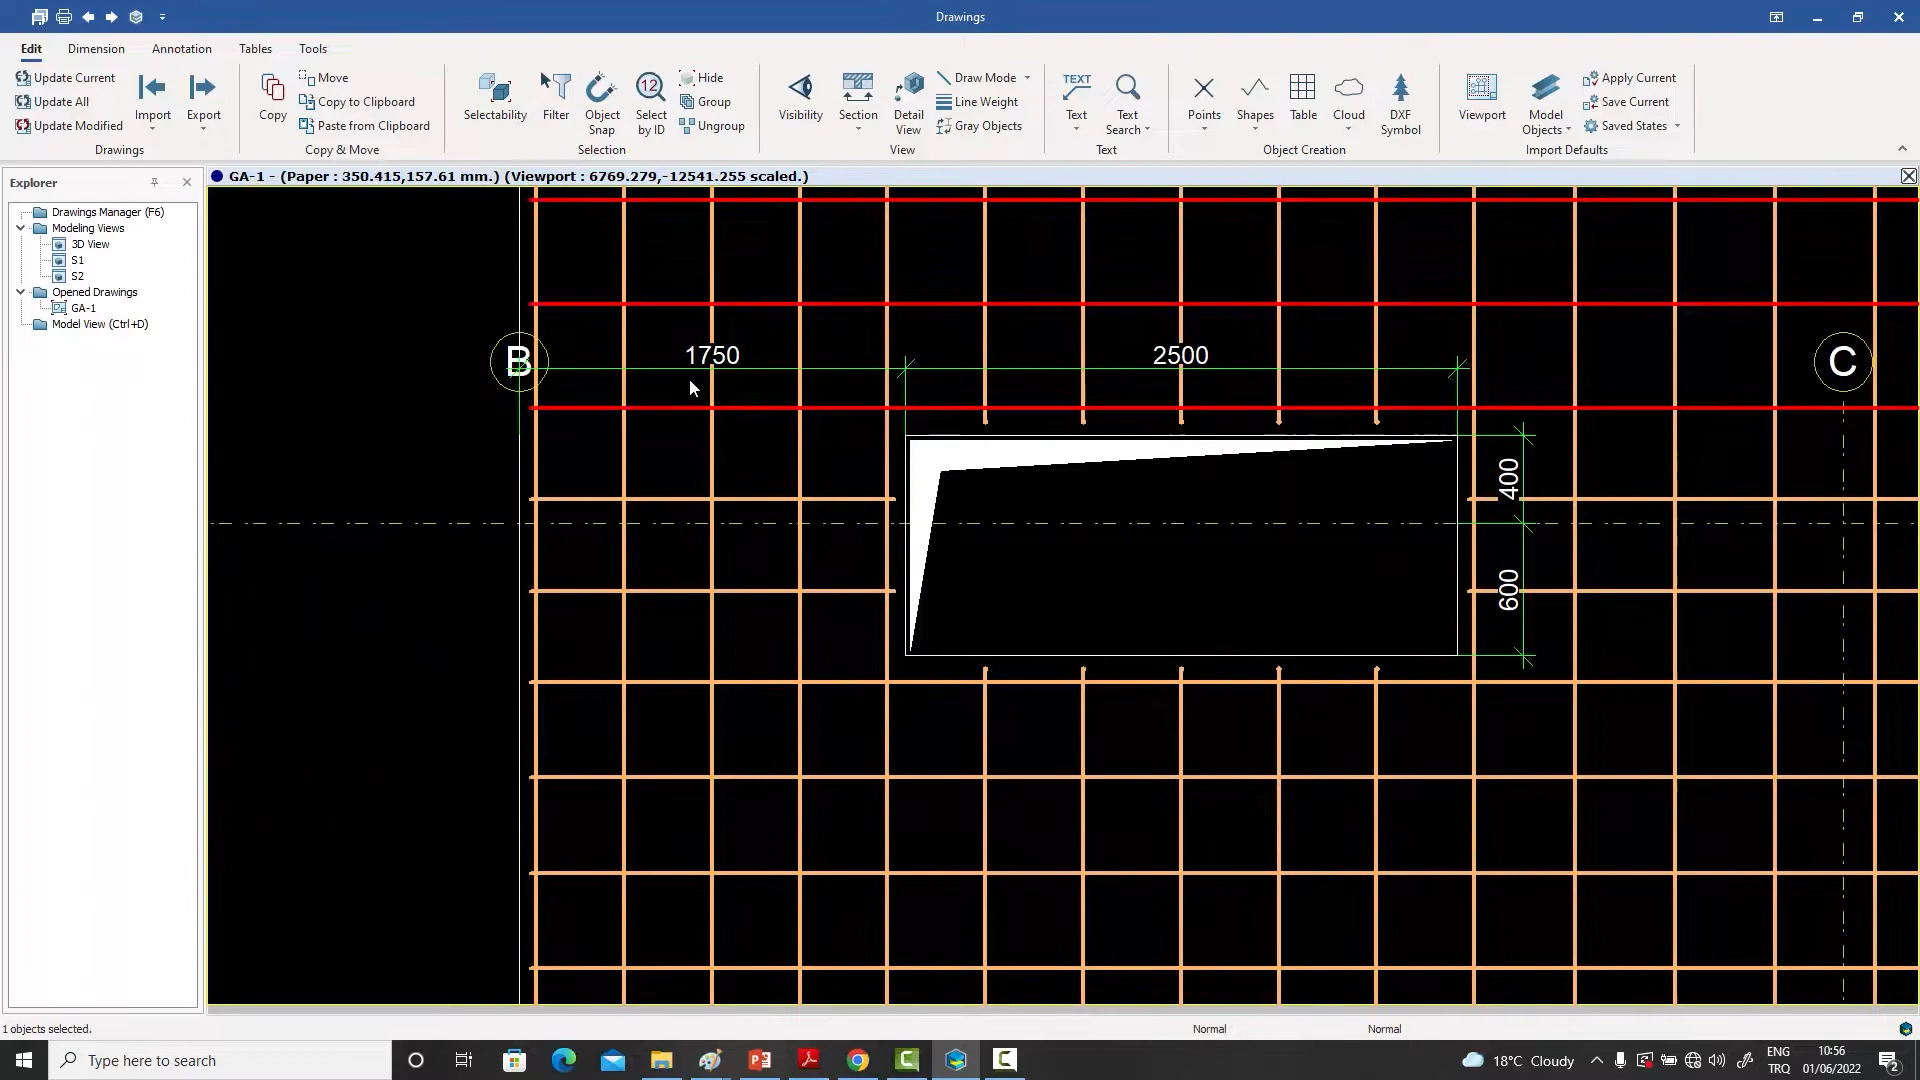 Drawings
Edit Dimension Annotation Tables Tools
Update Current
Update All
Update Modified
Import
Export
Drawings
Copy
Move
Copy to Clipboard
Paste from Clipboard
Copy & Move
Selectability
Filter
Object Snap
Select by ID
12
Hide
Group
Ungroup
Selection
Visibility
Section
Detail View
Draw Mode
Line Weight
Gray Objects
View
TEXT
Text
Text Search
Text
Points
Shapes
Table
Cloud
DXF Symbol
Object Creation
Viewport
Model Objects
Apply Current
Save Current
Saved States
Import Defaults
Explorer
Drawings Manager (F6)
Modeling Views
3D View
S1
S2
Opened Drawings
GA-1
Model View (Ctrl+D)
GA-1 - (Paper : 350.415,157.61 mm.) (Viewport : 6769.279,-12541.255 scaled.)
B
1750
2500
C
400
600
1 objects selected.
Normal
Normal
Type here to search
18°C Cloudy
ENG
TRQ
10:56
01/06/2022
2